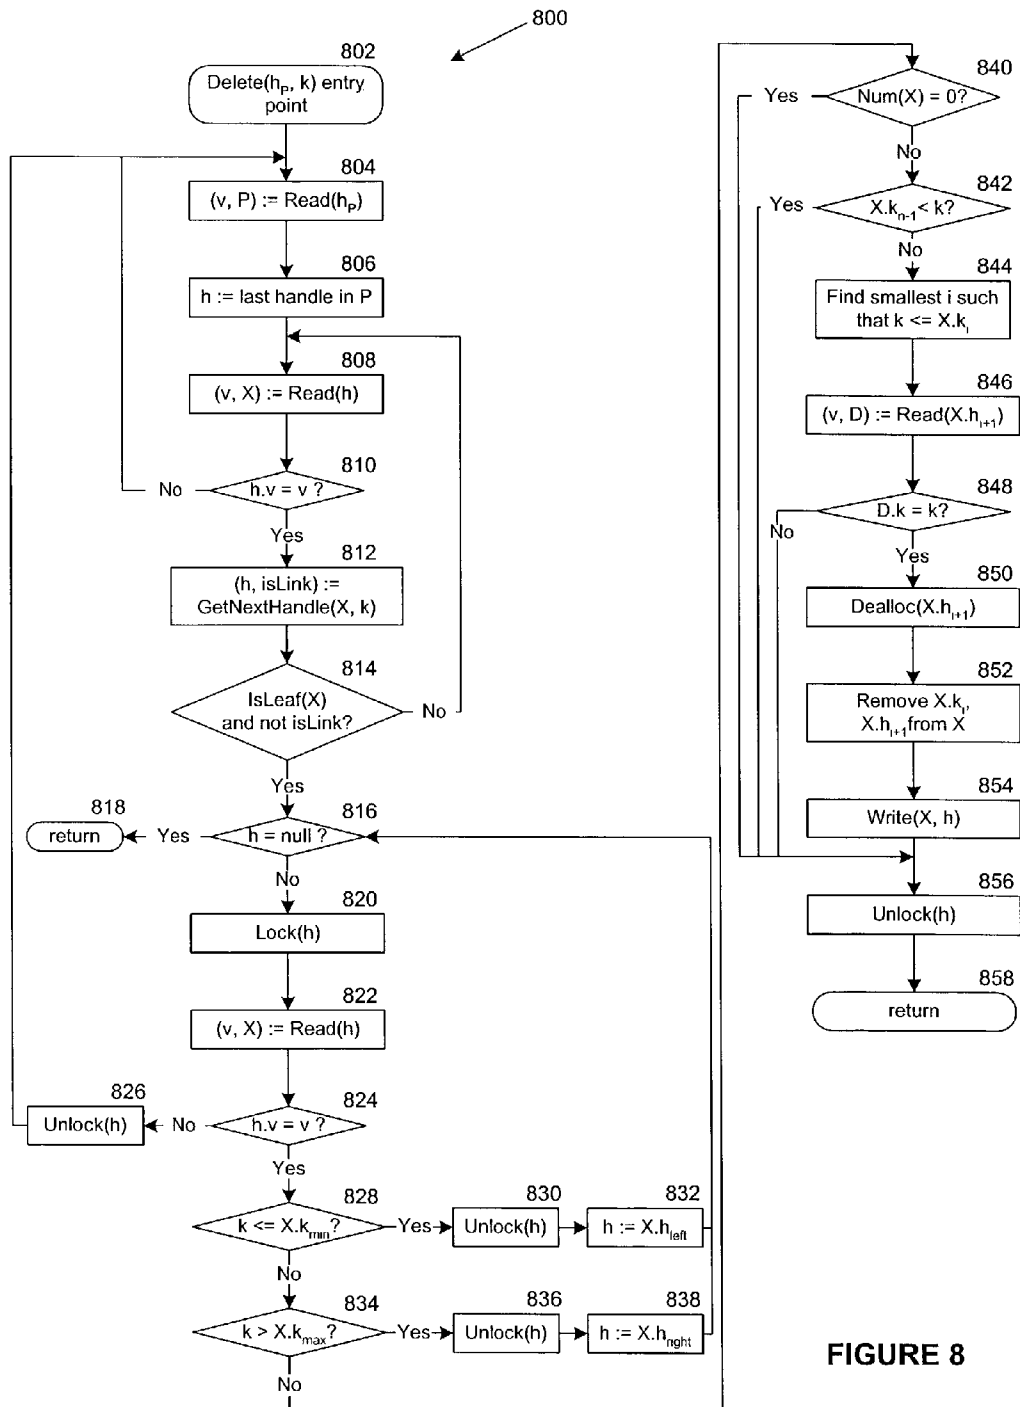 800
802
Delete(hP, k) entry
point
804
(v, P) := Read(hP)
806
h := last handle in P
808
(v, X) := Read(h)
810
No
h.v = v ?
Yes
812
(h, isLink) :=
GetNextHandle(X, k)
814
IsLeaf(X)
and not isLink?
No
Yes
818
816
return
Yes
h = null ?
No
820
Lock(h)
822
(v, X) := Read(h)
826
824
Unlock(h)
No
h.v = v ?
Yes
828
830
832
k <= X.kmin?
Yes
Unlock(h)
h := X.hleft
No
834
836
838
k > X.kmax?
Yes
Unlock(h)
h := X.hright
No
840
Yes
Num(X) = 0?
No
842
Yes
X.kn-1 < k?
No
844
Find smallest i such
that k <= X.ki
846
(v, D) := Read(X.hi+1)
848
D.k = k?
No
Yes
850
Dealloc(X.hi+1)
852
Remove X.ki,
X.hi+1 from X
854
Write(X, h)
856
Unlock(h)
858
return
FIGURE 8